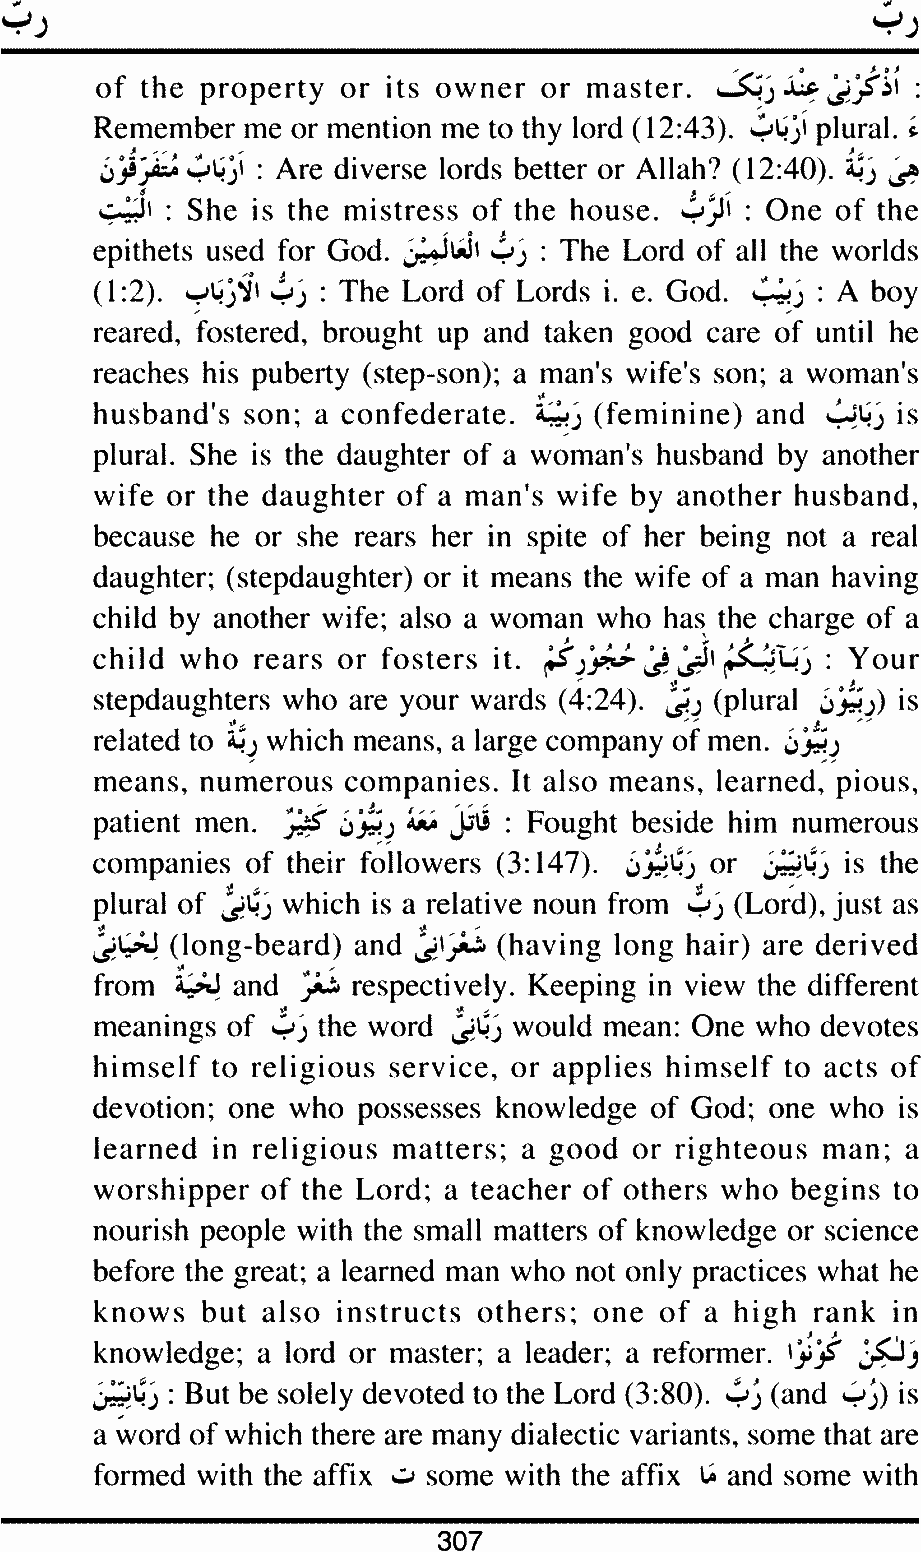 ربّ ربّ
of the property or its owner or master. اُذْكُرْنِیْ عِنْدَ رَبِّکَ :
Remember me or mention me to thy lord (12:43). اَرْبَابٌ plural. ءَ
اَرْبَابٌ مُتَفَرِّقُوْنَ : Are diverse lords better or Allah? (12:40). هِیَ رَبَّةُ
الْبَيْتِ : She is the mistress of the house. اَلرَّبُّ : One of the
epithets used for God. رَبُّ الْعَالَمِيْنَ : The Lord of all the worlds
(1:2). رَبُّ الْاَرْبَابِ : The Lord of Lords i. e. God. رَبِيْبٌ : A boy
reared, fostered, brought up and taken good care of until he
reaches his puberty (step-son); a man's wife's son; a woman's
husband's son; a confederate. رَبِيْبَةٌ (feminine) and رَبَائِبُ is
plural. She is the daughter of a woman's husband by another
wife or the daughter of a man's wife by another husband,
because he or she rears her in spite of her being not a real
daughter; (stepdaughter) or it means the wife of a man having
child by another wife; also a woman who has the charge of a
child who rears or fosters it. رَبَآئِبُكُمُ الّٰتِیْ فِیْ حُجُوْرِكُمْ : Your
stepdaughters who are your wards (4:24). رِبِّیٌّ (plural رِبِّيُّوْنَ) is
related to رِبَّةٌ which means, a large company of men. رِبِّيُّوْنَ
means, numerous companies. It also means, learned, pious,
patient men. قَاتَلَ مَعَهٗ رِبِّيُّوْنَ كَثِيْرٌ : Fought beside him numerous
companies of their followers (3:147). رَبَّانِيُّوْنَ or رَبَّانِيِّيْنَ is the
plural of رَبَّانِیٌّ which is a relative noun from رَبٌّ (Lord), just as
لِحْيَانِیٌّ (long-beard) and شَعْرَانِیٌّ (having long hair) are derived
from لِحْيَةٌ and شَعْرٌ respectively. Keeping in view the different
meanings of رَبٌّ the word رَبَّانِیٌّ would mean: One who devotes
himself to religious service, or applies himself to acts of
devotion; one who possesses knowledge of God; one who is
learned in religious matters; a good or righteous man; a
worshipper of the Lord; a teacher of others who begins to
nourish people with the small matters of knowledge or science
before the great; a learned man who not only practices what he
knows but also instructs others; one of a high rank in
knowledge; a lord or master; a leader; a reformer. وَلٰكِنْ كُوْنُوْا
رَبَّانِيِّيْنَ : But be solely devoted to the Lord (3:80). رُبَّ (and رُبَ) is
a word of which there are many dialectic variants, some that are
formed with the affix ت some with the affix مَا and some with
307